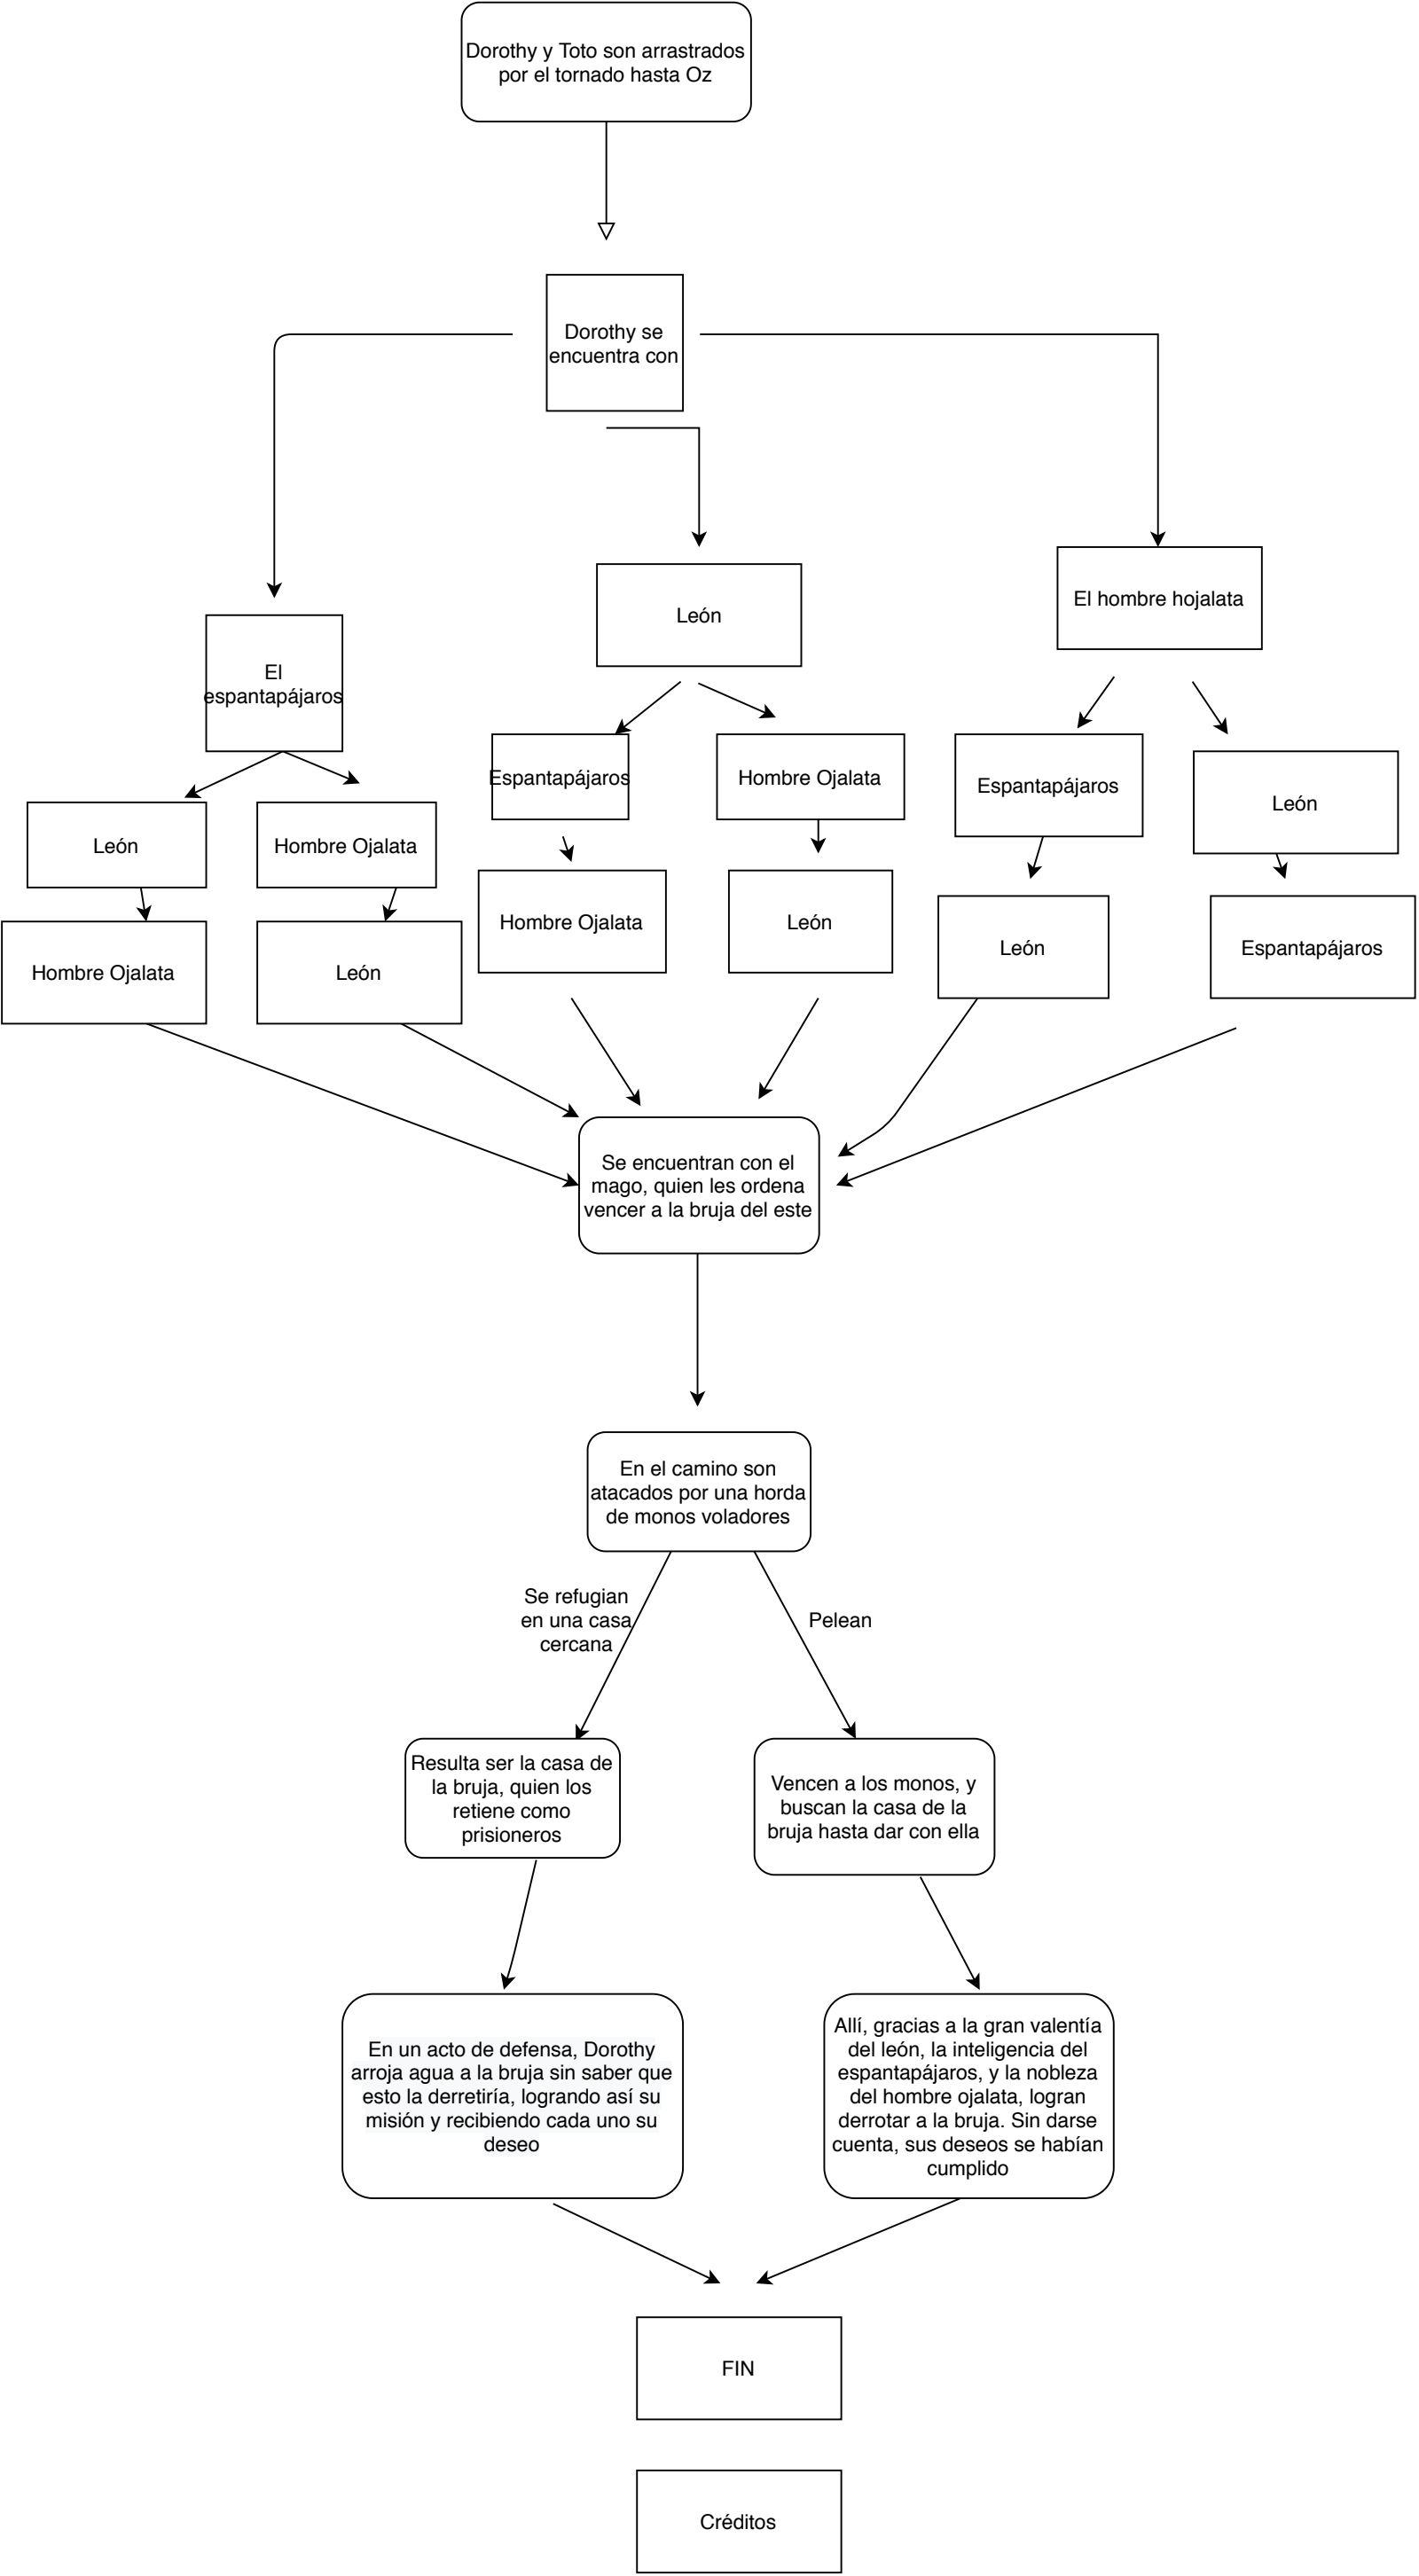 Dorothy y Toto son arrastrados
por el tornado hasta Oz
Dorothy se
encuentra con
El
espantapájaros
León
El hombre hojalata
León
Hombre Ojalata
Espantapájaros
Hombre Ojalata
Espantapájaros
León
Hombre Ojalata
León
Hombre Ojalata
León
León
Espantapájaros
Se encuentran con el
mago, quien les ordena
vencer a la bruja del este
En el camino son
atacados por una horda
de monos voladores
Se refugian
en una casa
cercana
Pelean
Resulta ser la casa de
la bruja, quien los
retiene como
prisioneros
Vencen a los monos, y
buscan la casa de la
bruja hasta dar con ella
En un acto de defensa, Dorothy
arroja agua a la bruja sin saber que
esto la derretiría, logrando así su
misión y recibiendo cada uno su
deseo
Allí, gracias a la gran valentía
del león, la inteligencia del
espantapájaros, y la nobleza
del hombre ojalata, logran
derrotar a la bruja. Sin darse
cuenta, sus deseos se habían
cumplido
FIN
Créditos